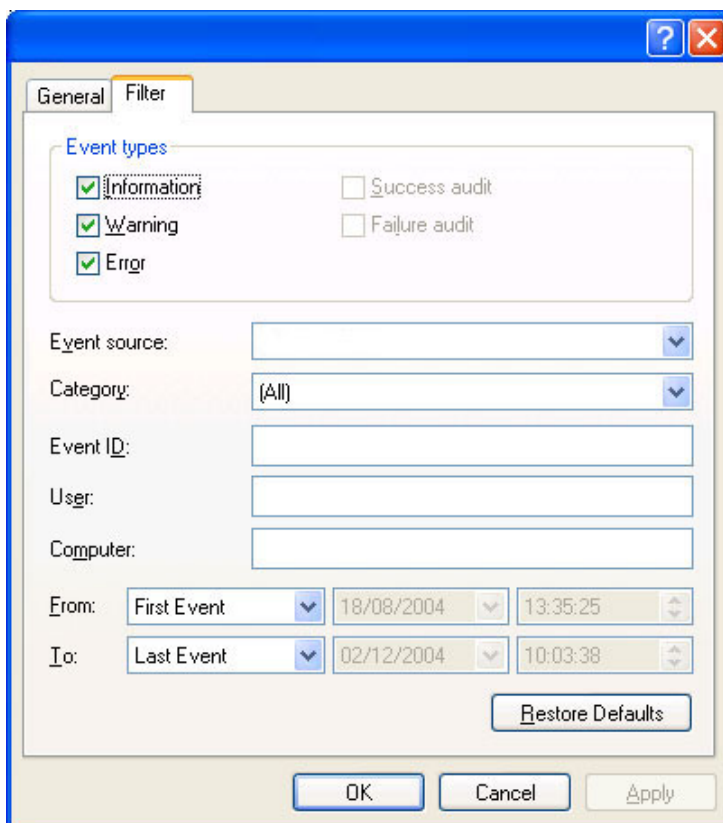 General Filter
Event types
Information Success audit
Warning Failure audit
Error
Event source:
Category: (All)
Event ID:
User:
Computer:
From: First Event 18/08/2004 13:35:25
To: Last Event 02/12/2004 10:03:38
Restore Defaults
OK Cancel Apply